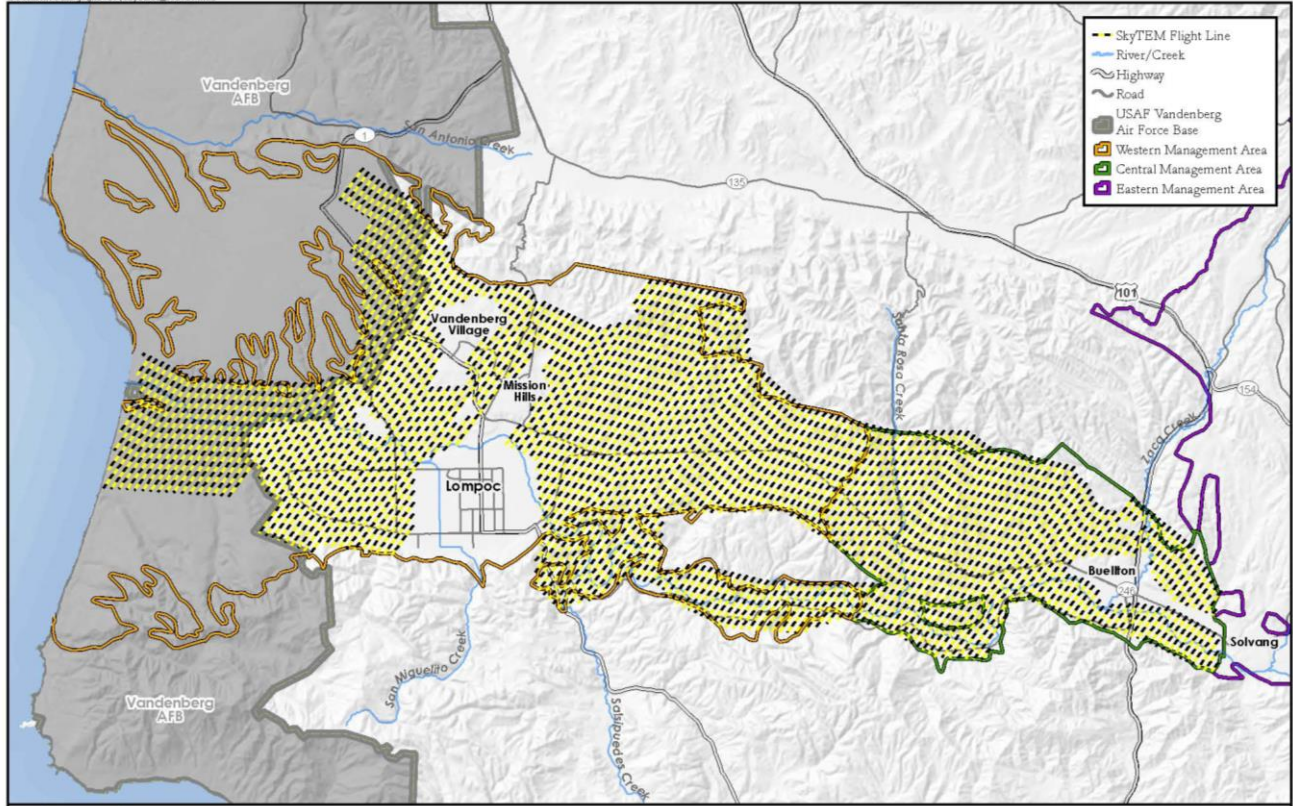 Vandenberg
AFB
1
San Antonio Creek
SkyTEM Flight Line
River/Creek
Highway
Road
USAF Vandenberg
Air Force Base
Western Management Area
Central Management Area
Eastern Management Area
135
101
Vandenberg
Village
Santa Rosa Creek
Mission
Hills
154
Zaca Creek
Lompoc
Buellton
246
Solvang
San Miguelito Creek
Salsipuedes Creek
Vandenberg
AFB